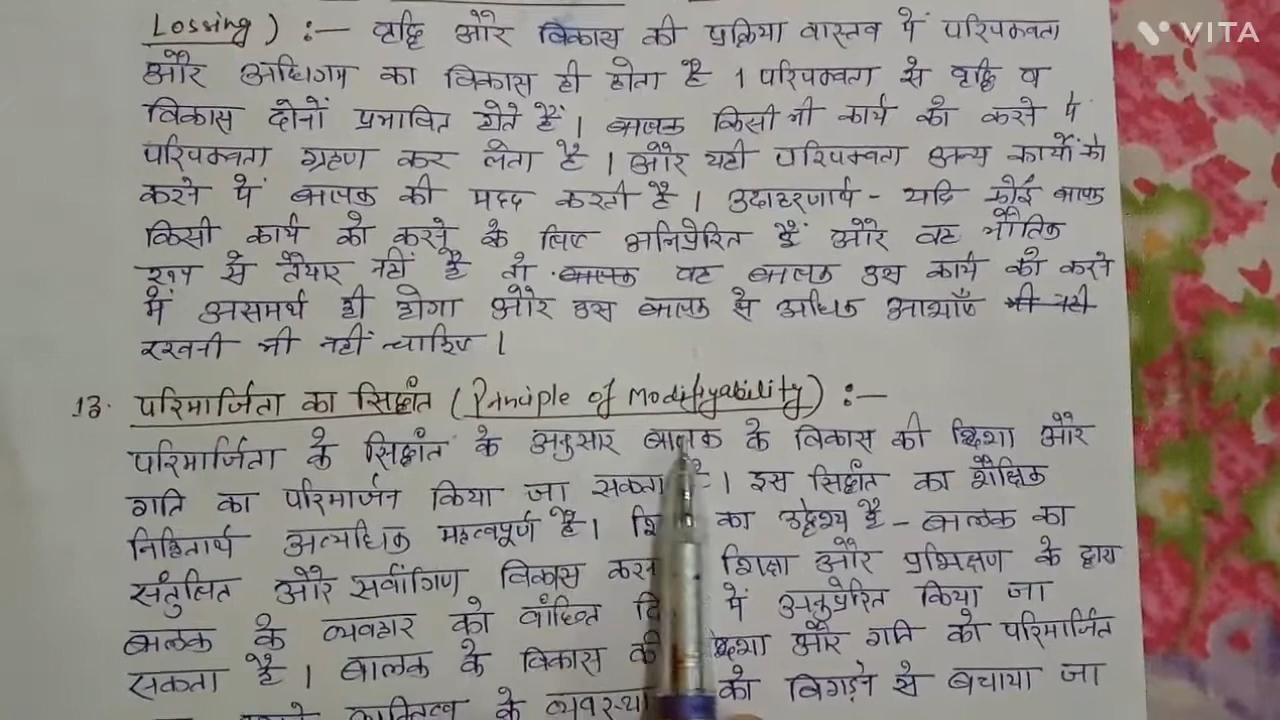 VITA
Lossing) :— वृद्धि और विकास की प्रक्रिया वास्तव में परिपक्वता
और अधिगम का विकास ही होता है । परिपक्वता से वृद्धि व
विकास दोनों प्रभावित होते हैं । बालक किसी भी कार्य को करने में
परिपक्वता ग्रहण कर लेता है । और यही परिपक्वता अन्य कार्यों को
करने में बालक की मदद करती है । उदाहरणार्थ - यदि कोई बालक
किसी कार्य को करने के लिए अभिप्रेरित हैं और वह भौतिक
रूप से तैयार नहीं है तो बालक वह बालक उस कार्य को करने
में असमर्थ ही होगा और उस बालक से अधिक आशाएँ भी नही
रखनी भी नहीं चाहिए ।
13. परिमार्जिता का सिद्धांत (Principle of Modifyability) :—
परिमार्जिता के सिद्धांत के अनुसार बालक के विकास की दिशा और
गति का परिमार्जन किया जा सकता है । इस सिद्धांत का शैक्षिक
निहितार्थ अत्यधिक महत्वपूर्ण है । का उद्देश्य है - बालक का
संतुलित और सर्वांगिण विकास शिक्षा और प्रशिक्षण के द्वारा
बालक के व्यवहार को वांछित में अनुप्रेरित किया जा
सकता है । बालक के विकास की दिशा और गति को परिमार्जित
व्यक्तित्व के को बिगड़ने से बचाया जा